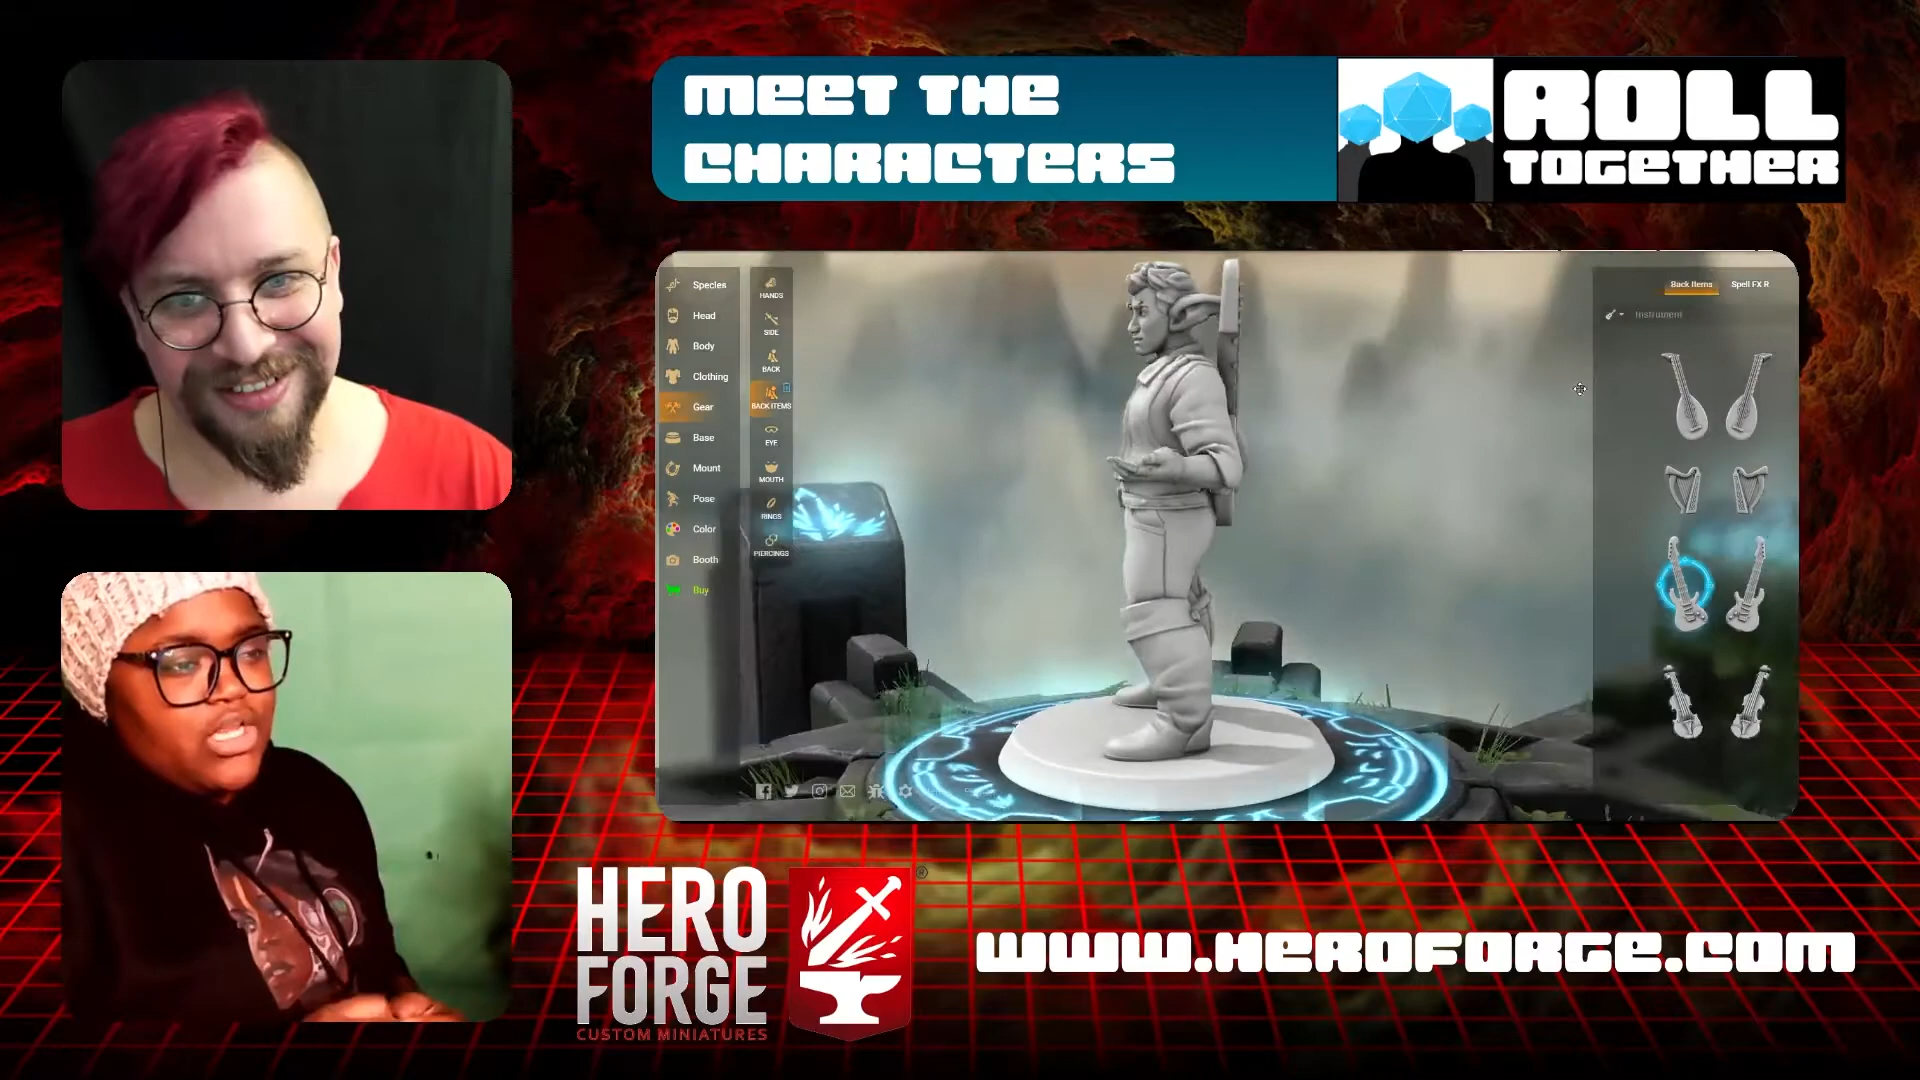 MEET THE
CHARACTERS
ROLL
TOGETHER
Species
Head
Body
Clothing
Gear
Base
Mount
Pose
Color
Booth
Buy
HANDS
SIDE
BACK
BACK ITEMS
EYE
MOUTH
RINGS
PIERCINGS
Back Items
Spell FX R
Instrument
HERO
FORGE
CUSTOM MINIATURES
®
WWW.HEROFORGE.COM